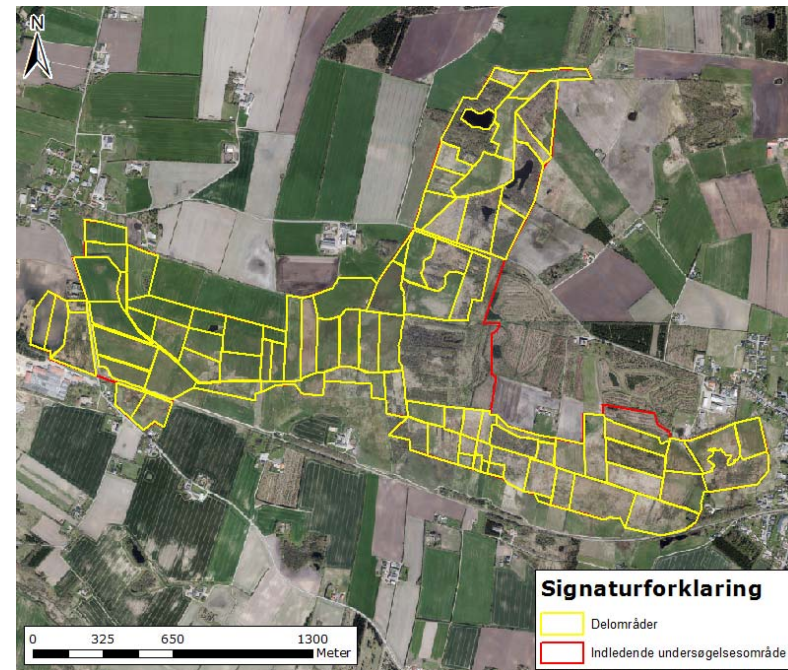 N
Signaturforklaring
Delområder
Indledende undersøgelsesområde
0 325 650 1300
Meter